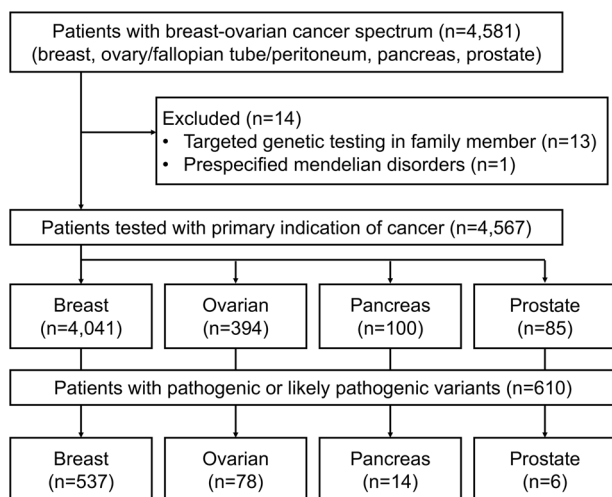 Patients with breast-ovarian cancer spectrum (n=4,581)
(breast, ovary/fallopian tube/peritoneum, pancreas, prostate)
Excluded (n=14)
• Targeted genetic testing in family member (n=13)
• Prespecified mendelian disorders (n=1)
Patients tested with primary indication of cancer (n=4,567)
Breast
(n=4,041)
Ovarian
(n=394)
Pancreas
(n=100)
Prostate
(n=85)
Patients with pathogenic or likely pathogenic variants (n=610)
Breast
(n=537)
Ovarian
(n=78)
Pancreas
(n=14)
Prostate
(n=6)